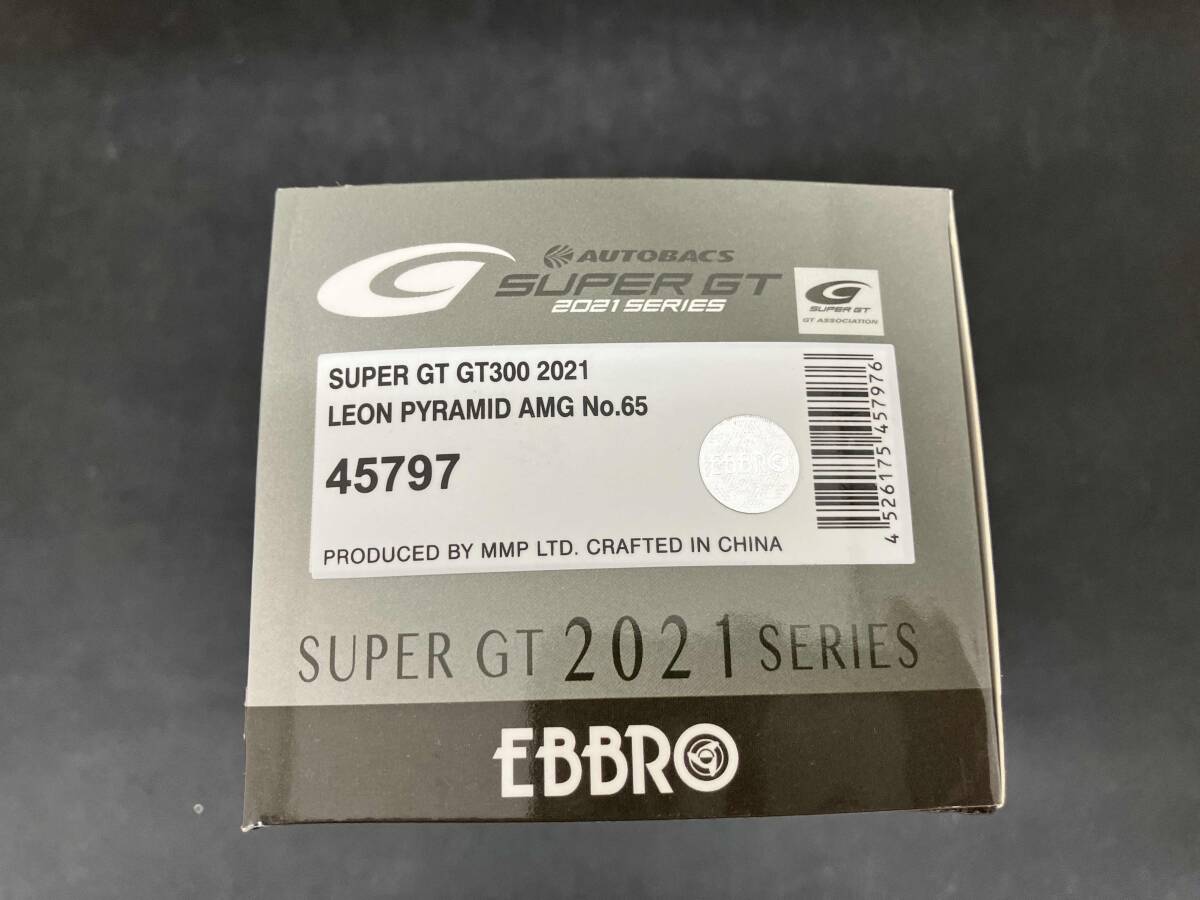 AUTOBACS
SUPER GT
2021 SERIES
SUPER GT
GT ASSOCIATION
SUPER GT GT300 2021
LEON PYRAMID AMG No.65
45797
EBBRO
4 526175 457976
PRODUCED BY MMP LTD. CRAFTED IN CHINA
SUPER GT 2021 SERIES
EBBRO